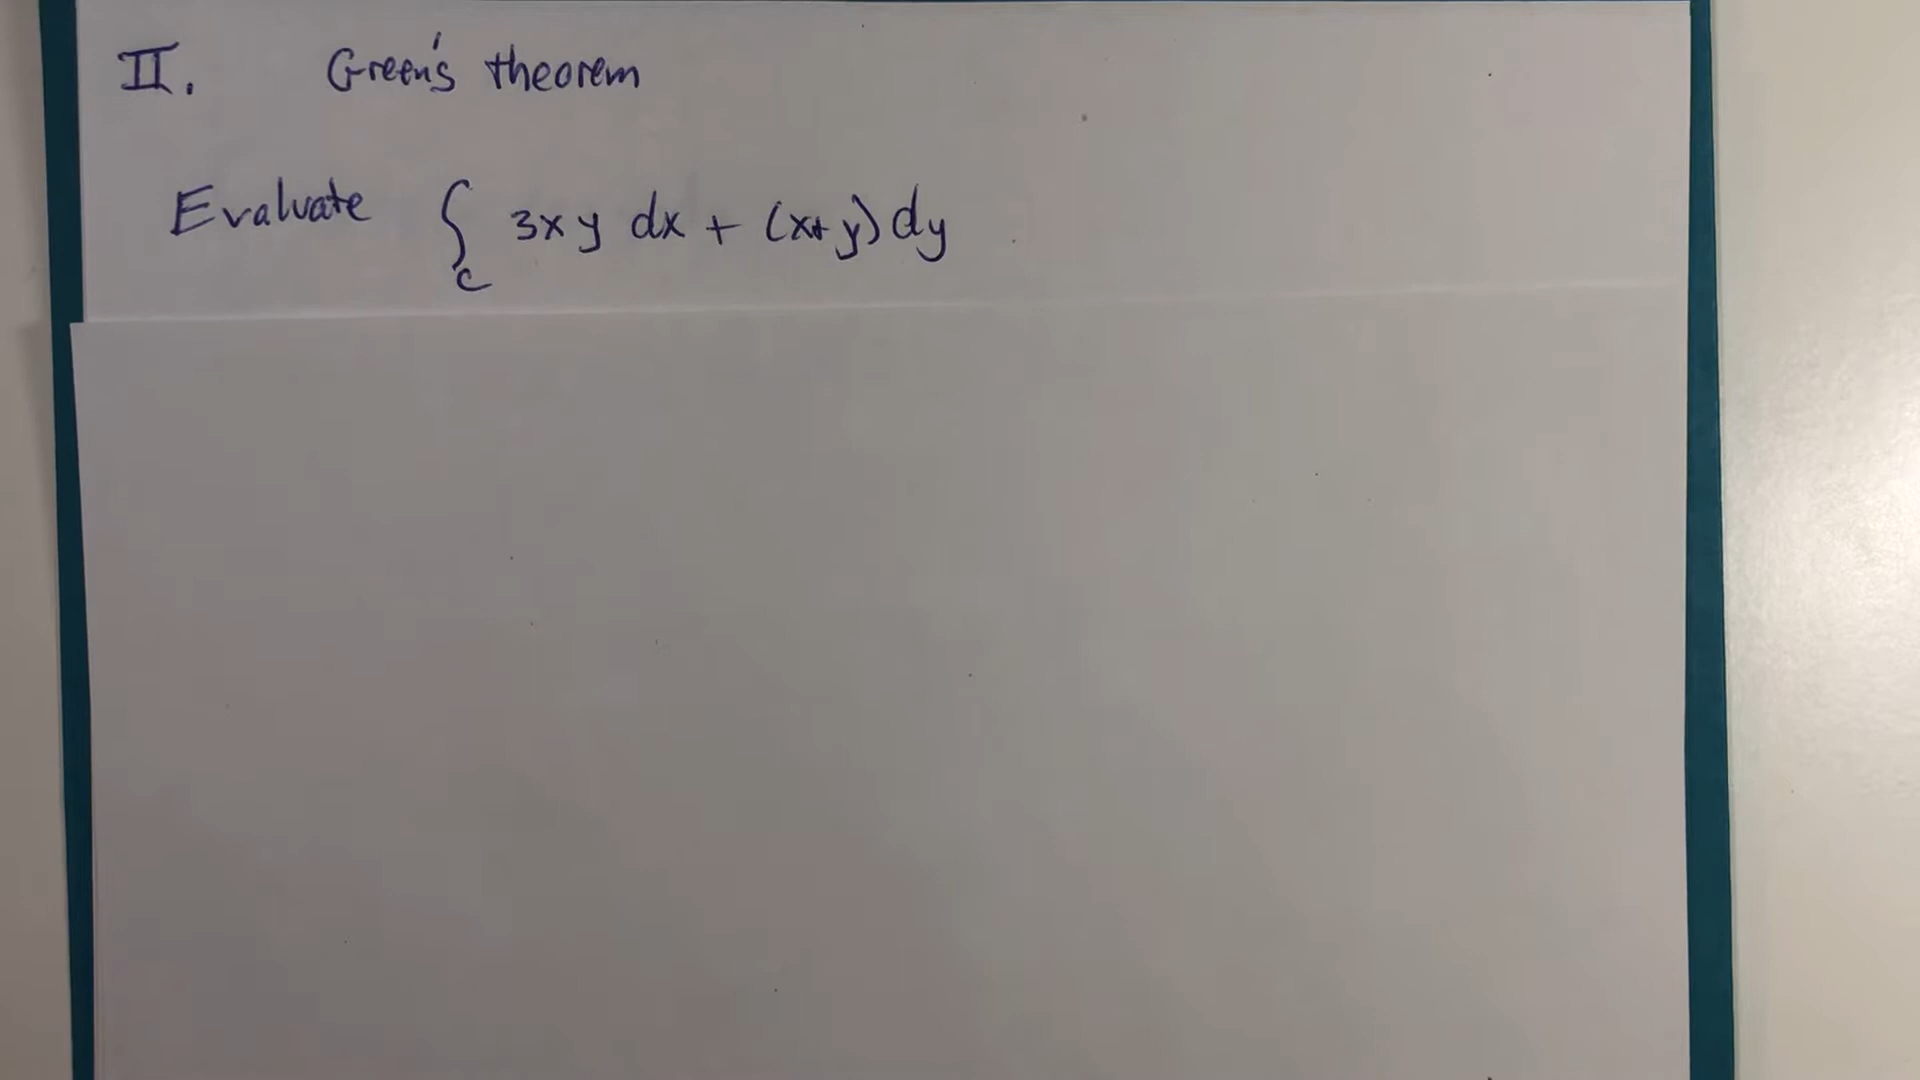 II. Green's theorem
Evaluate ∫_C 3xy dx + (x+y)dy